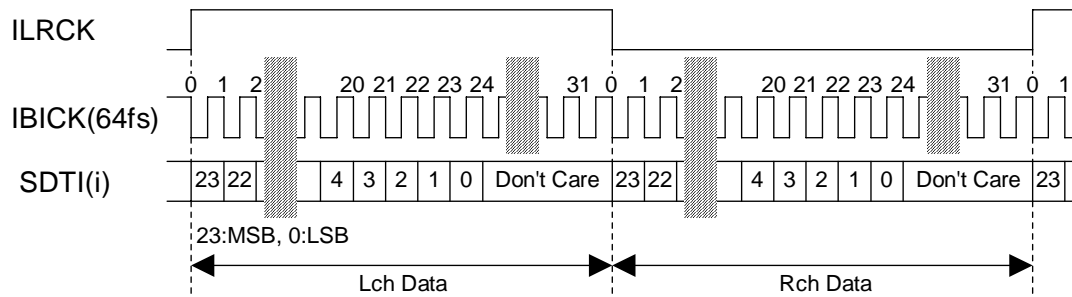 ILRCK
0 1 2 20 21 22 23 24 31 0 1 2 20 21 22 23 24 31 0 1
IBICK(64fs)
SDTI(i) 23 22 4 3 2 1 0 Don't Care 23 22 4 3 2 1 0 Don't Care 23
23:MSB, 0:LSB
Lch Data Rch Data